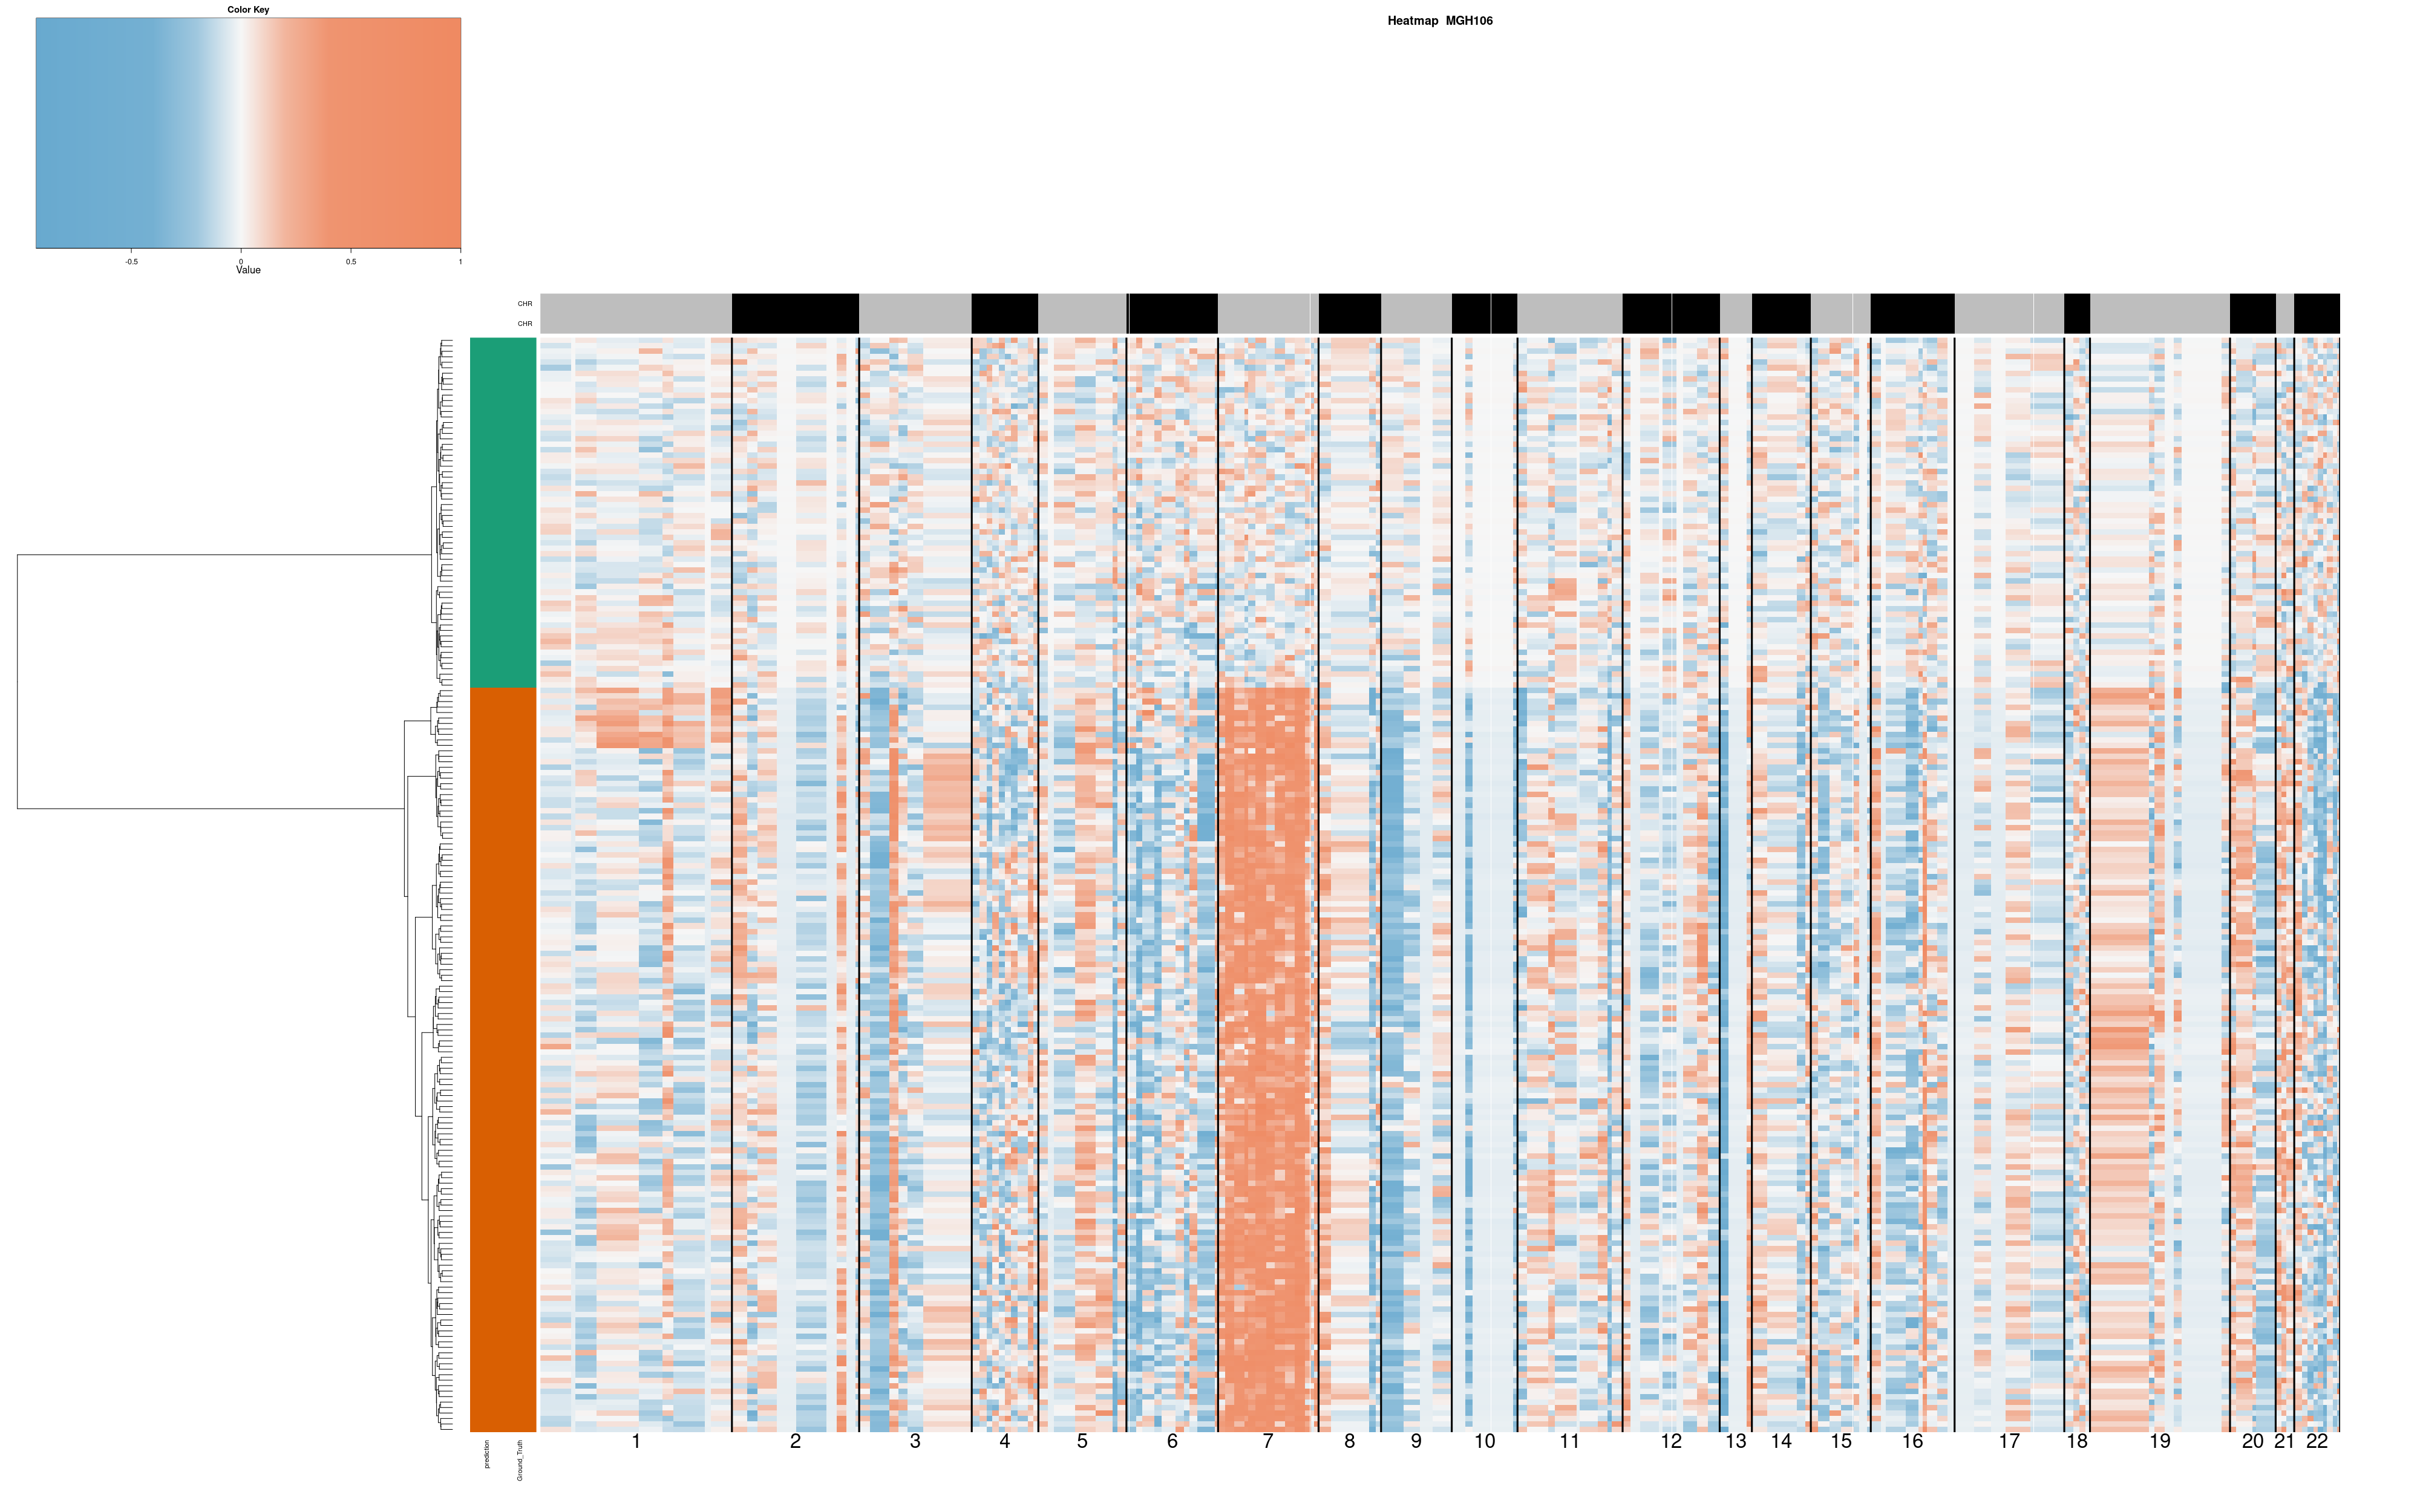 Color Key
Heatmap MGH106
-0.5 0 0.5 1
Value
CHR
CHR
1 2 3 4 5 6 7 8 9 10 11 12 13 14 15 16 17 18 19 20 21 22
prediction
Ground_Truth